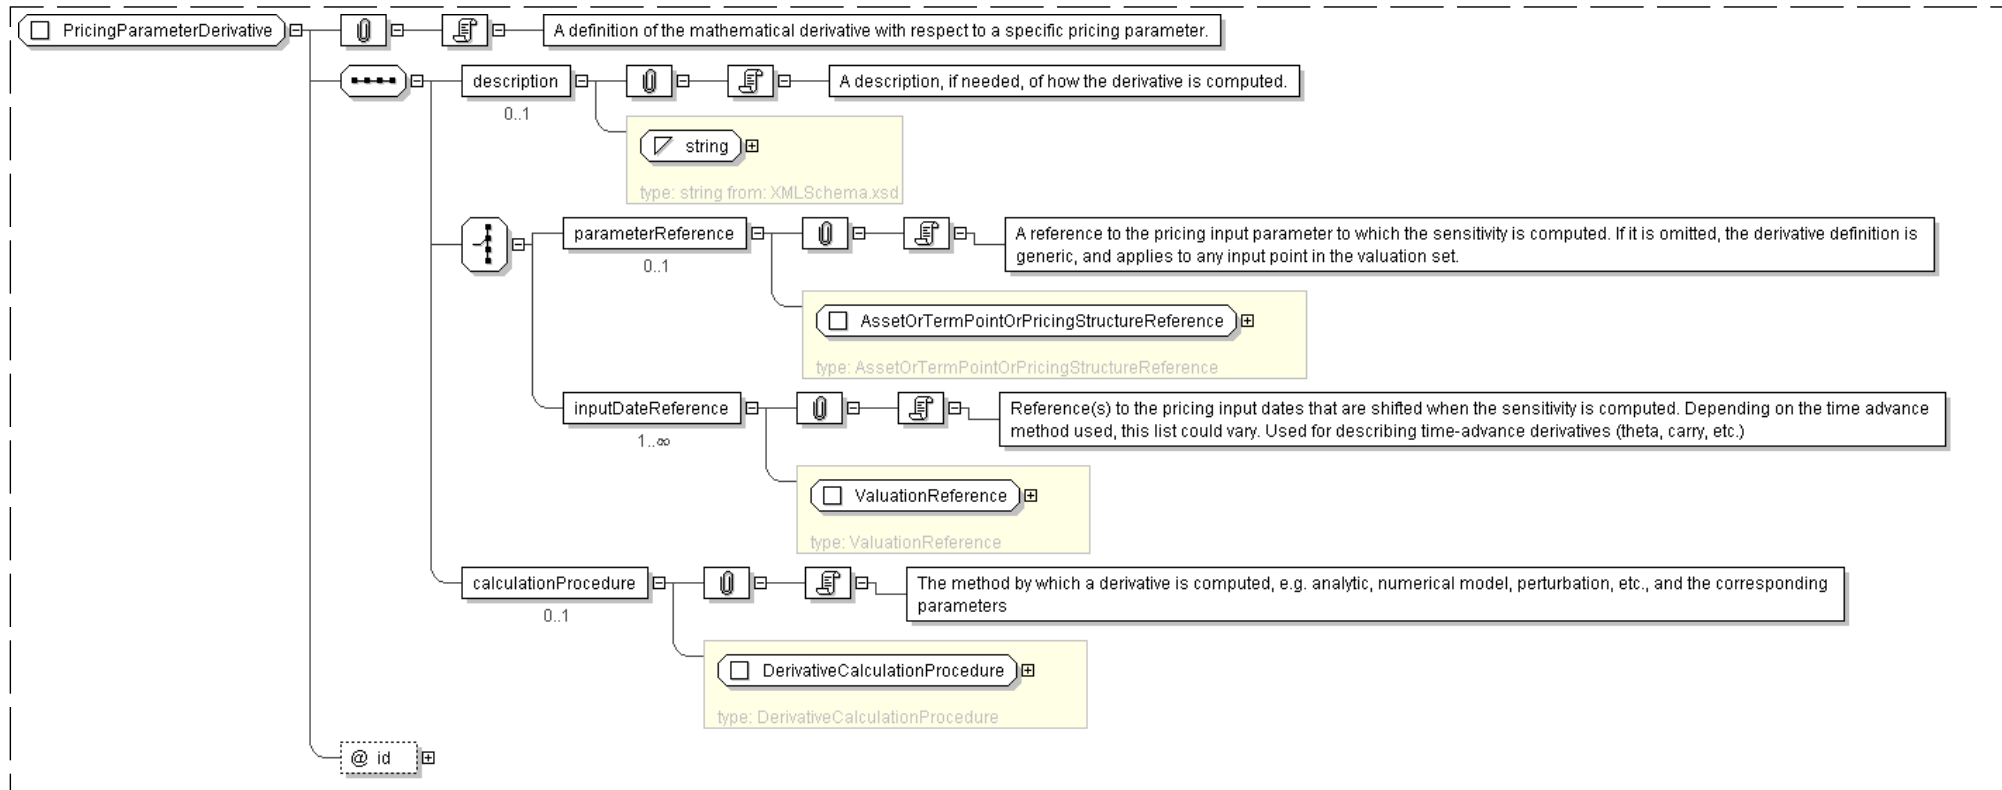 PricingParameterDerivative
A definition of the mathematical derivative with respect to a specific pricing parameter.
description
A description, if needed, of how the derivative is computed.
0..1
string
type: string from: XMLSchema.xsd
parameterReference
A reference to the pricing input parameter to which the sensitivity is computed. If it is omitted, the derivative definition is
generic, and applies to any input point in the valuation set.
0..1
AssetOrTermPointOrPricingStructureReference
type: AssetOrTermPointOrPricingStructureReference
inputDateReference
Reference(s) to the pricing input dates that are shifted when the sensitivity is computed. Depending on the time advance
method used, this list could vary. Used for describing time-advance derivatives (theta, carry, etc.)
1..∞
ValuationReference
type: ValuationReference
calculationProcedure
The method by which a derivative is computed, e.g. analytic, numerical model, perturbation, etc., and the corresponding
parameters
0..1
DerivativeCalculationProcedure
type: DerivativeCalculationProcedure
@ id